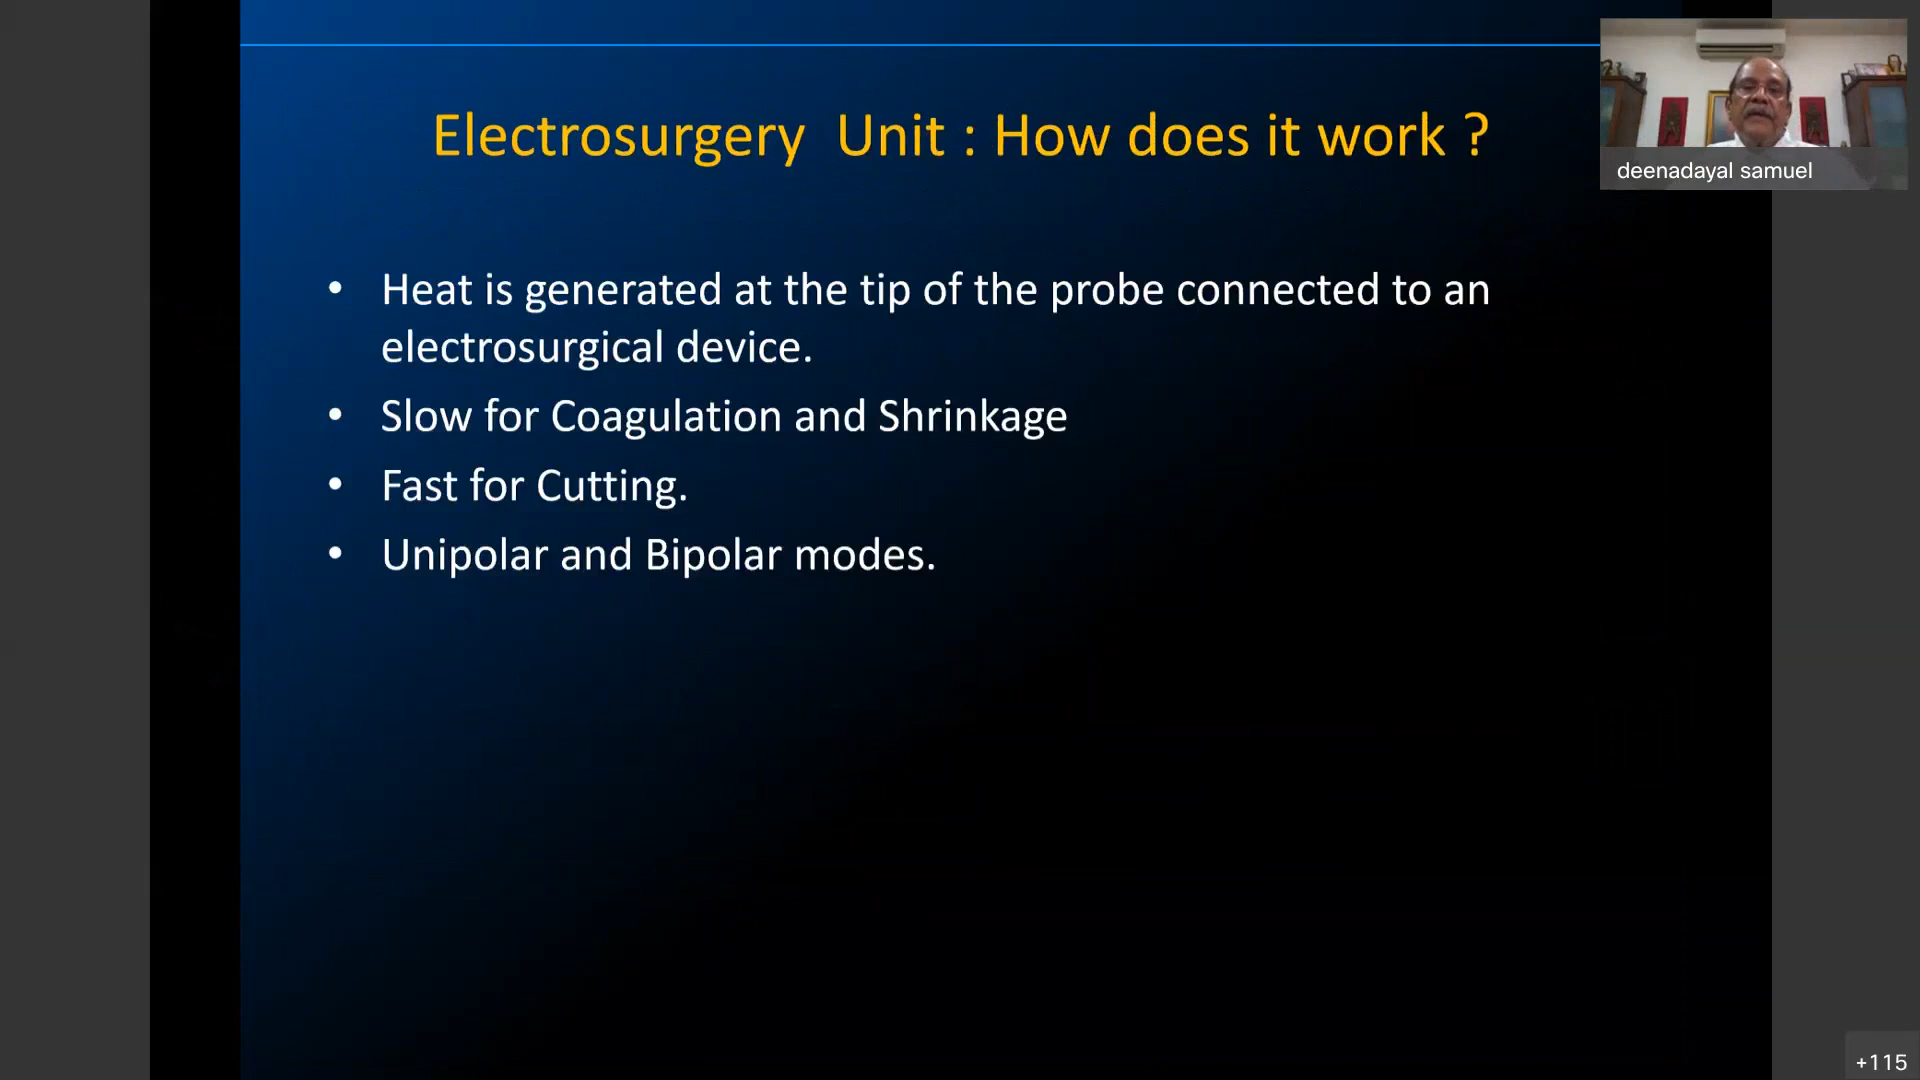 Electrosurgery Unit : How does it work ?
deenadayal samuel
• Heat is generated at the tip of the probe connected to an
electrosurgical device.
• Slow for Coagulation and Shrinkage
• Fast for Cutting.
• Unipolar and Bipolar modes.
+115